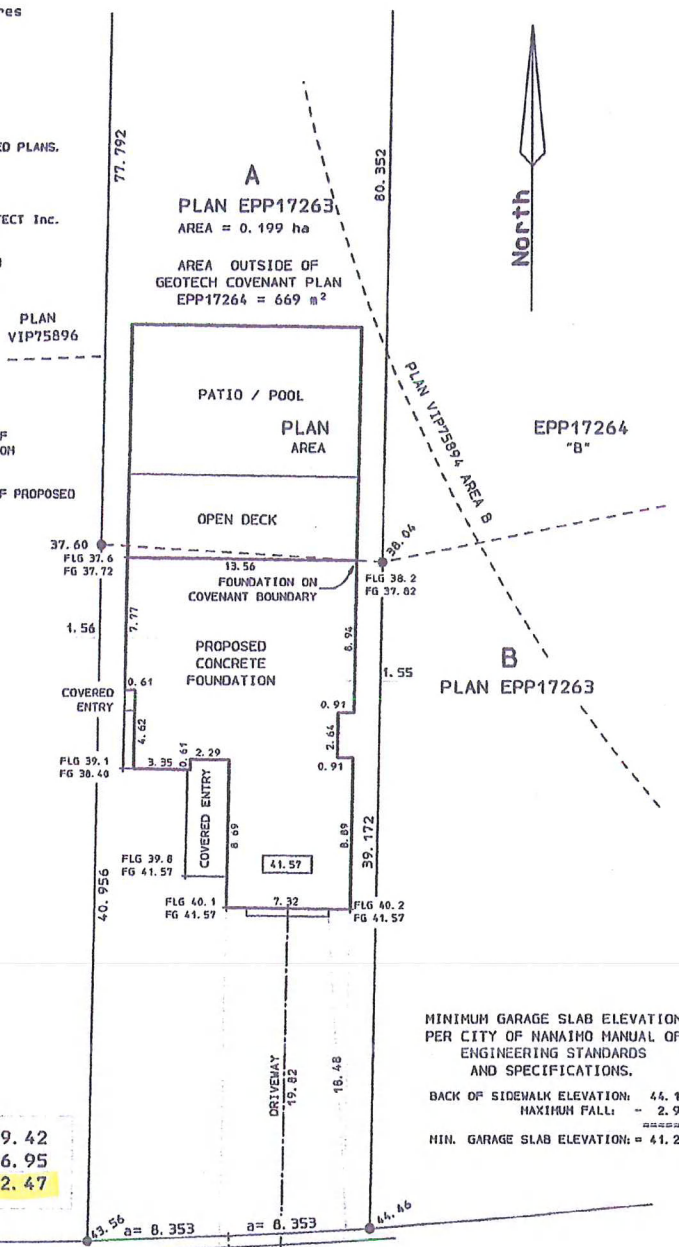 res
ED PLANS.
TECT Inc.
77.792
A
PLAN EPP17263
AREA = 0.199 ha
AREA OUTSIDE OF
GEOTECH COVENANT PLAN
EPP17264 = 669 m²
80.352
North
PLAN
VIP75896
PATIO / POOL
PLAN
AREA
PLAN VIP75894 AREA B
EPP17264
"B"
F
ON
F PROPOSED
OPEN DECK
37.60
FLG 37.6
FG 37.72
13.56
FOUNDATION ON
COVENANT BOUNDARY
38.04
FLG 38.2
FG 37.82
1.56
7.77
PROPOSED
CONCRETE
FOUNDATION
8.94
1.55
B
PLAN EPP17263
COVERED
ENTRY
0.61
4.62
0.91
2.64
0.91
FLG 39.1
FG 38.40
3.35
0.61
2.29
COVERED ENTRY
8.69
8.89
39.172
40.956
41.57
FLG 39.8
FG 41.57
FLG 40.1
FG 41.57
7.32
FLG 40.2
FG 41.57
DRIVEWAY
19.82
18.48
MINIMUM GARAGE SLAB ELEVATION
PER CITY OF NANAIMO MANUAL OF
ENGINEERING STANDARDS
AND SPECIFICATIONS.
BACK OF SIDEWALK ELEVATION: 44.1
MAXIMUM FALL: - 2.9
=====
MIN. GARAGE SLAB ELEVATION: = 41.2
9.42
6.95
2.47
43.56
a= 8.353
a= 8.353
44.46